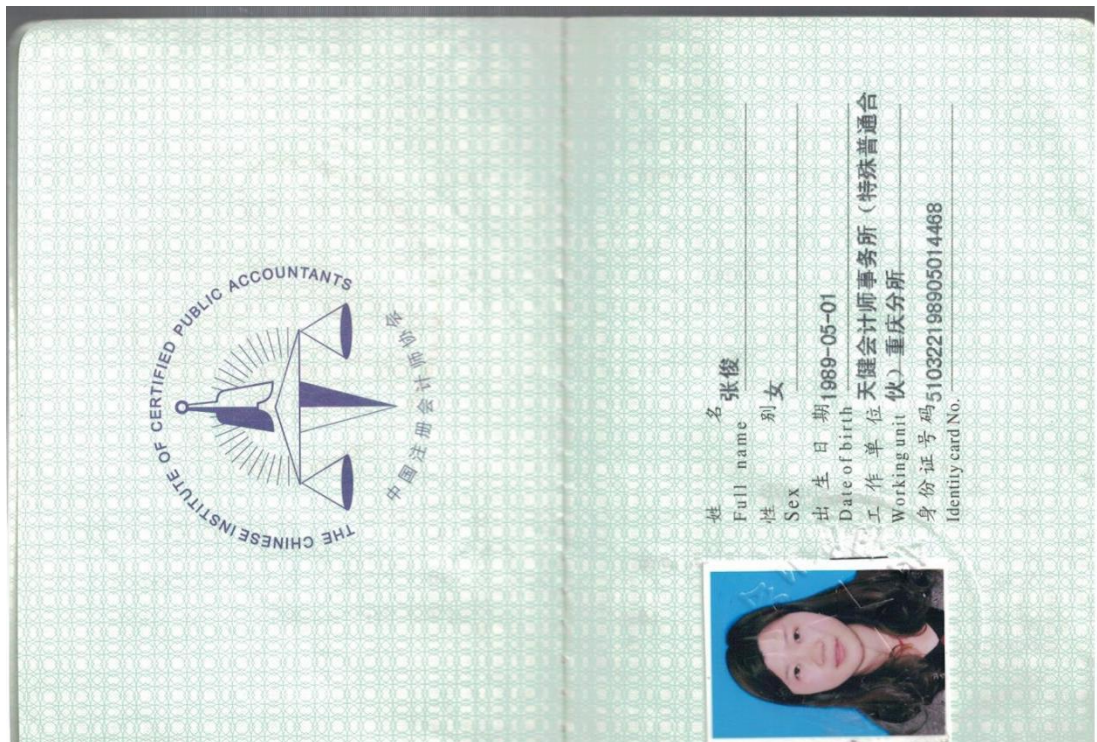 THE CHINESE INSTITUTE OF CERTIFIED PUBLIC ACCOUNTANTS
中国注册会计师协会
姓 名 张俊
Full name
性 别 女
Sex
出 生 日 期 1989-05-01
Date of birth
工 作 单 位 天健会计师事务所（特殊普通合
Working unit 伙）重庆分所
身份证号码 510322198905014468
Identity card No.